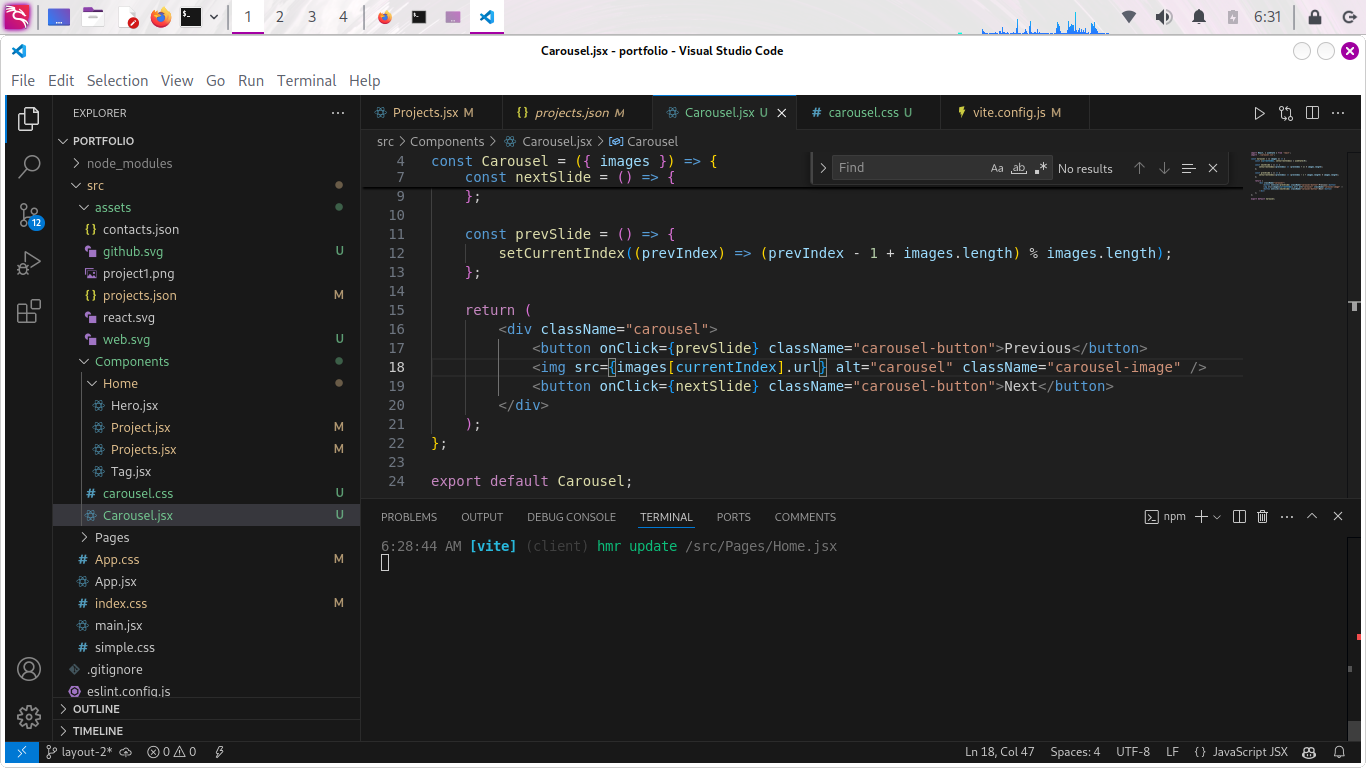 1 2 3 4 6:31
Carousel.jsx - portfolio - Visual Studio Code
File Edit Selection View Go Run Terminal Help
EXPLORER
PORTFOLIO
node_modules
src
assets
contacts.json
github.svg U
project1.png
{} projects.json M
react.svg
web.svg U
Components
Home
Hero.jsx
Project.jsx M
Projects.jsx M
Tag.jsx
# carousel.css U
Carousel.jsx U
Pages
# App.css M
App.jsx
# index.css M
main.jsx
# simple.css
.gitignore
eslint.config.js
OUTLINE
TIMELINE
12
Projects.jsx M {} projects.json M Carousel.jsx U # carousel.css U vite.config.js M
src > Components > Carousel.jsx > Carousel
Find Aa ab .* No results
4 const Carousel = ({ images }) => {
7 const nextSlide = () => {
9 };
10
11 const prevSlide = () => {
12 setCurrentIndex((prevIndex) => (prevIndex - 1 + images.length) % images.length);
13 };
14
15 return (
16 <div className="carousel">
17 <button onClick={prevSlide} className="carousel-button">Previous</button>
18 <img src={images[currentIndex].url} alt="carousel" className="carousel-image" />
19 <button onClick={nextSlide} className="carousel-button">Next</button>
20 </div>
21 );
22 };
23
24 export default Carousel;
PROBLEMS OUTPUT DEBUG CONSOLE TERMINAL PORTS COMMENTS npm
6:28:44 AM [vite] (client) hmr update /src/Pages/Home.jsx
layout-2* 0 0 Ln 18, Col 47 Spaces: 4 UTF-8 LF {} JavaScript JSX